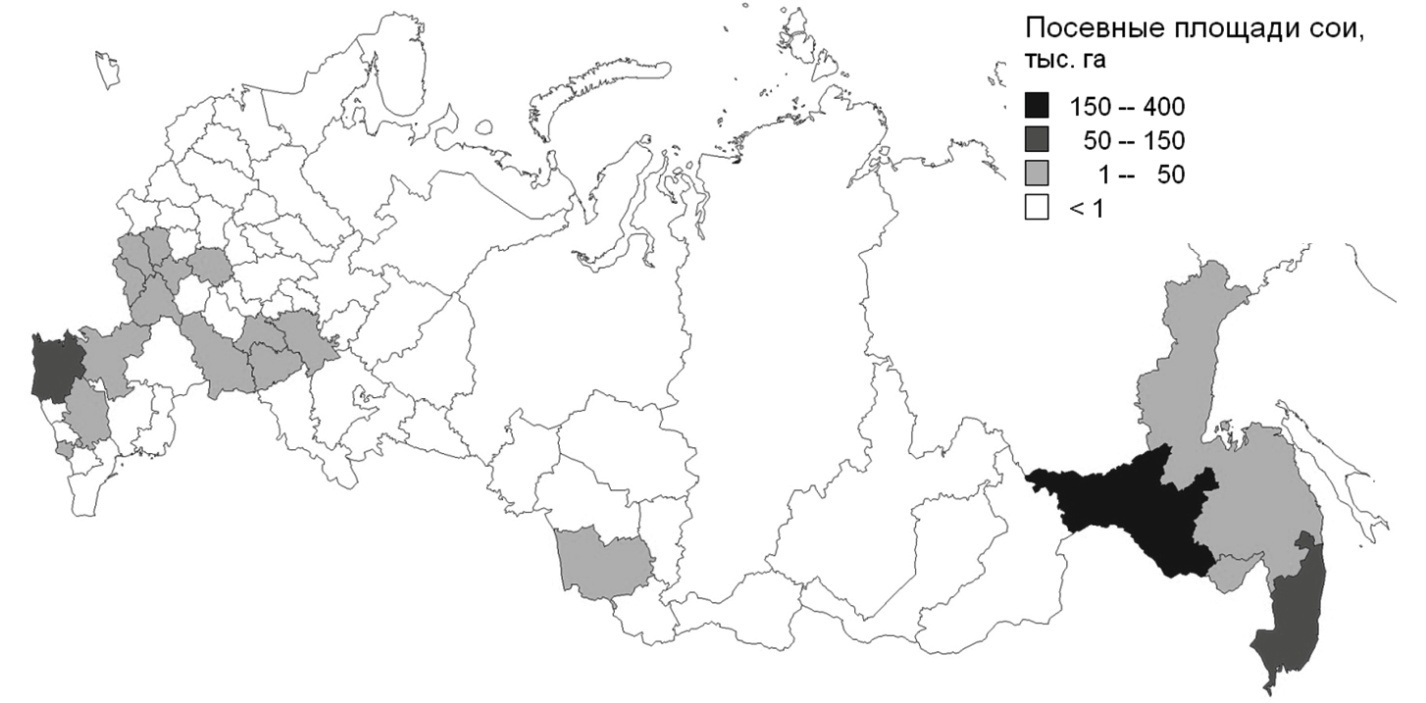 Посевные площади сои,
тыс. га
150 -- 400
50 -- 150
1 -- 50
< 1